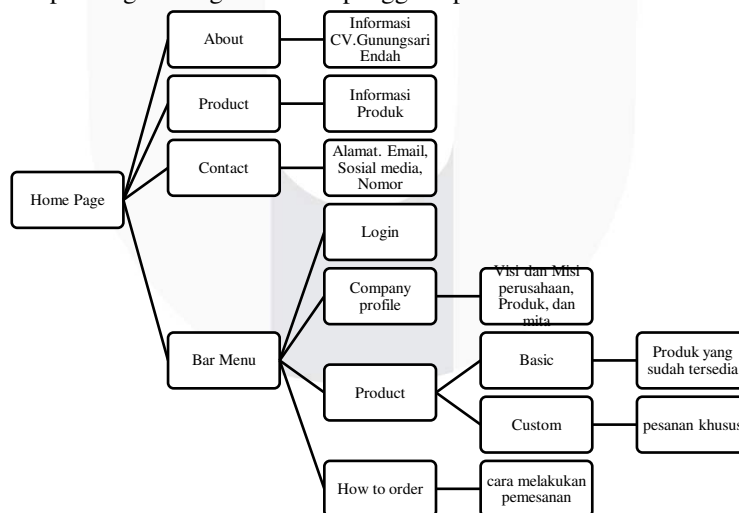 About
Informasi
CV.Gunungsari
Endah
Product
Informasi
Produk
Contact
Alamat. Email,
Sosial media,
Nomor
Home Page
Login
Company
profile
Visi dan Misi
perusahaan,
Produk, dan
mita
Bar Menu
Product
Basic
Produk yang
sudah tersedia
Custom
pesanan khusus
How to order
cara melakukan
pemesanan